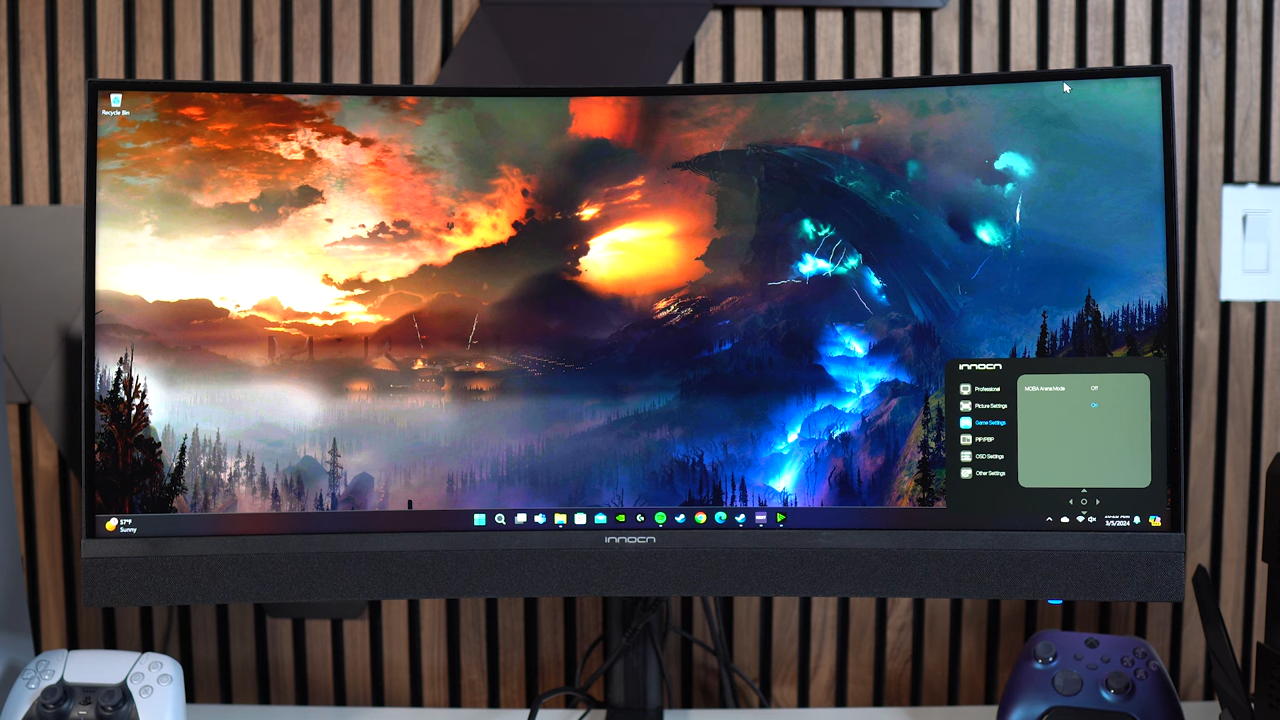 Recycle Bin
INNOCN
Professional
MOBA Arena Mode Off
Picture Settings
On
Game Settings
PIP/PBP
OSD Settings
Other Settings
57°F
Sunny
3/5/2024
INNOCN